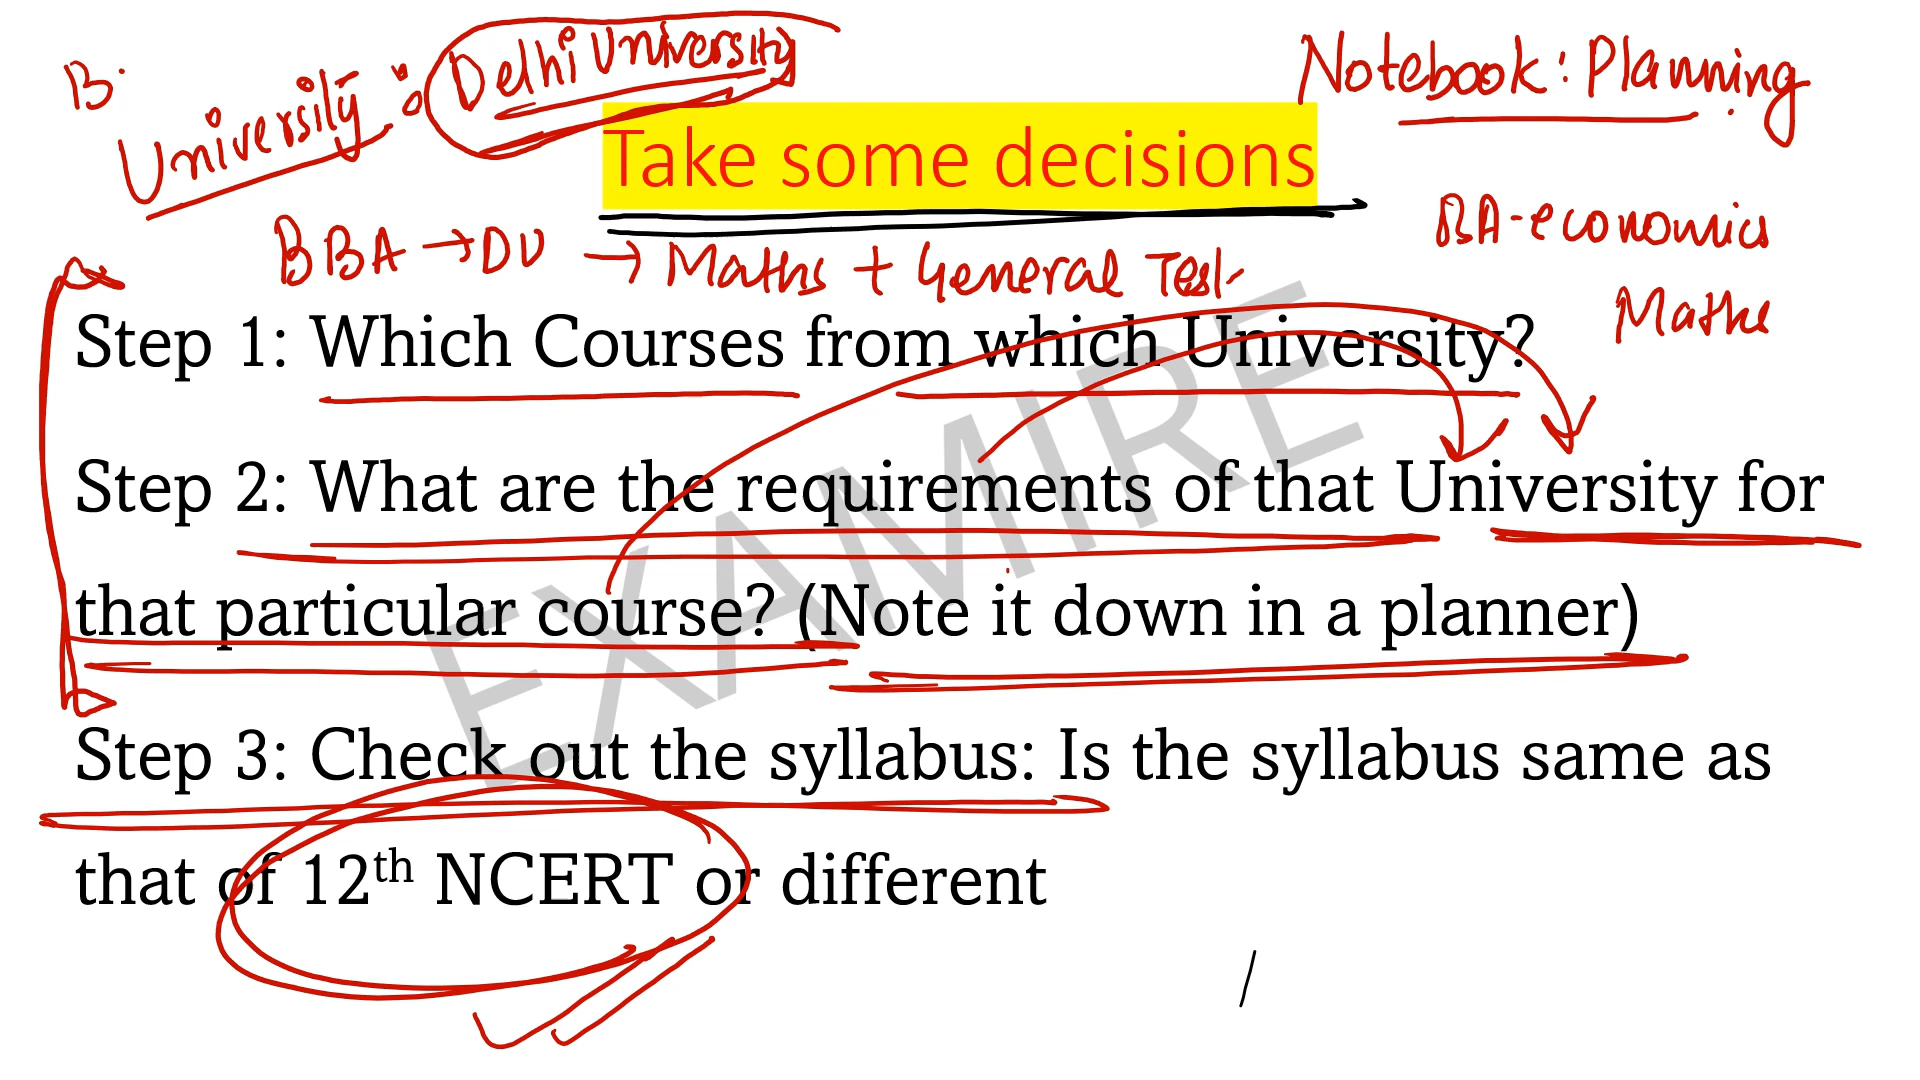 B.
University : Delhi University
Notebook : Planning
Take some decisions
BBA → DU → Maths + General Test
BA-economics
Maths
Step 1: Which Courses from which University?
Step 2: What are the requirements of that University for
that particular course? (Note it down in a planner)
Step 3: Check out the syllabus: Is the syllabus same as
that of 12th NCERT or different
EXAMIRE